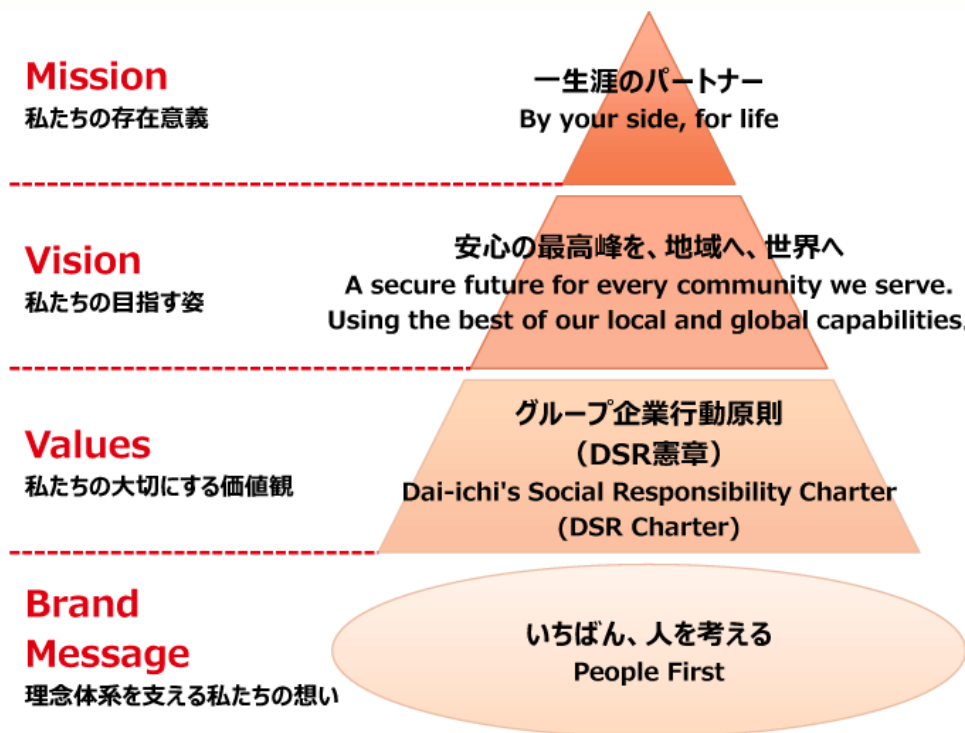 Mission
私たちの存在意義
一生涯のパートナー
By your side, for life
Vision
私たちの目指す姿
安心の最高峰を、地域へ、世界へ
A secure future for every community we serve.
Using the best of our local and global capabilities.
Values
私たちの大切にする価値観
グループ企業行動原則
（DSR憲章）
Dai-ichi's Social Responsibility Charter
(DSR Charter)
Brand
Message
理念体系を支える私たちの想い
いちばん、人を考える
People First